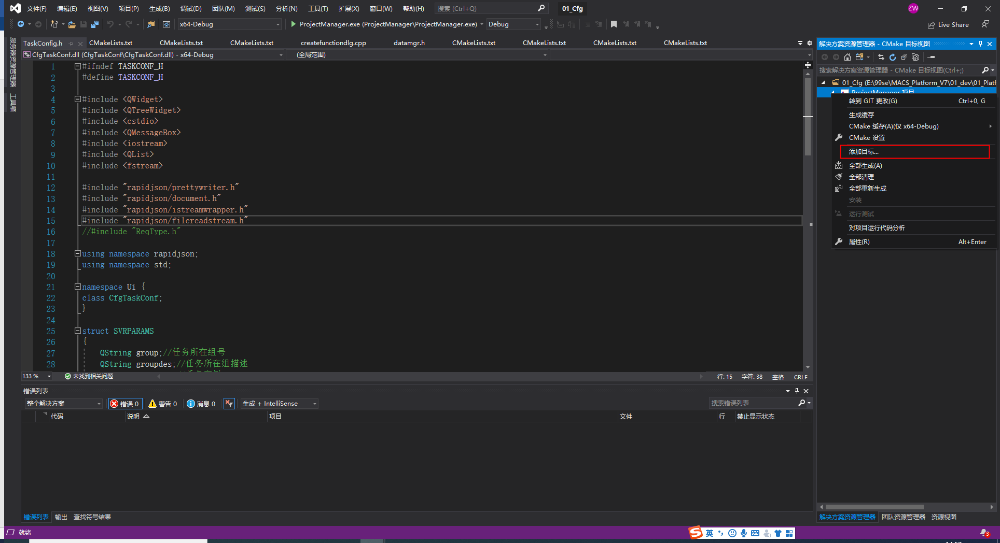 文件(F) 编辑(E) 视图(V) 项目(P) 生成(B) 调试(D) 团队(M) 测试(S) 分析(N) 工具(T) 扩展(X) 窗口(W) 帮助(H) 搜索 (Ctrl+Q) 01_Cfg ZW
x64-Debug ProjectManager.exe (ProjectManager\ProjectManager.exe) Debug Live Share
服务器资源管理器
工具箱
TaskConfig.h CMakeLists.txt CMakeLists.txt CMakeLists.txt createfunctiondlg.cpp datamgr.h CMakeLists.txt CMakeLists.txt CMakeLists.txt CMakeLists.txt
CfgTaskConf.dll (CfgTaskConf\CfgTaskConf.dll) - x64-Debug (全局范围)
1 #ifndef TASKCONF_H
2 #define TASKCONF_H
3
4 #include <QWidget>
5 #include <QTreeWidget>
6 #include <cstdio>
7 #include <QMessageBox>
8 #include <iostream>
9 #include <QList>
10 #include <fstream>
11
12 #include "rapidjson/prettywriter.h"
13 #include "rapidjson/document.h"
14 #include "rapidjson/istreamwrapper.h"
15 #include "rapidjson/filereadstream.h"
16 //#include "ReqType.h"
17
18 using namespace rapidjson;
19 using namespace std;
20
21 namespace Ui {
22 class CfgTaskConf;
23 }
24
25 struct SVRPARAMS
26 {
27 QString group;//任务所在组号
28 QString groupdes;//任务所在组描述
133 % 未找到相关问题 行: 15 字符: 38 空格 CRLF
错误列表
整个解决方案 错误 0 警告 0 消息 0 生成 + IntelliSense 搜索错误列表
代码 说明 项目 文件 行 禁止显示状态
错误列表 输出 查找符号结果
解决方案资源管理器 - CMake 目标视图
搜索解决方案资源管理器 - CMake 目标视图(Ctrl+;)
01_Cfg (E:\99se\MACS_Platform_V7\01_dev\01_Platf
ProjectManager 项目
转到 GIT 更改(G) Ctrl+0, G
生成缓存
CMake 缓存(A)(仅 x64-Debug)
CMake 设置
添加目标...
全部生成(A)
全部清理
全部重新生成
安装
运行测试
对项目运行代码分析
属性(R) Alt+Enter
解决方案资源管理器 团队资源管理器 资源视图
就绪 S 英 3